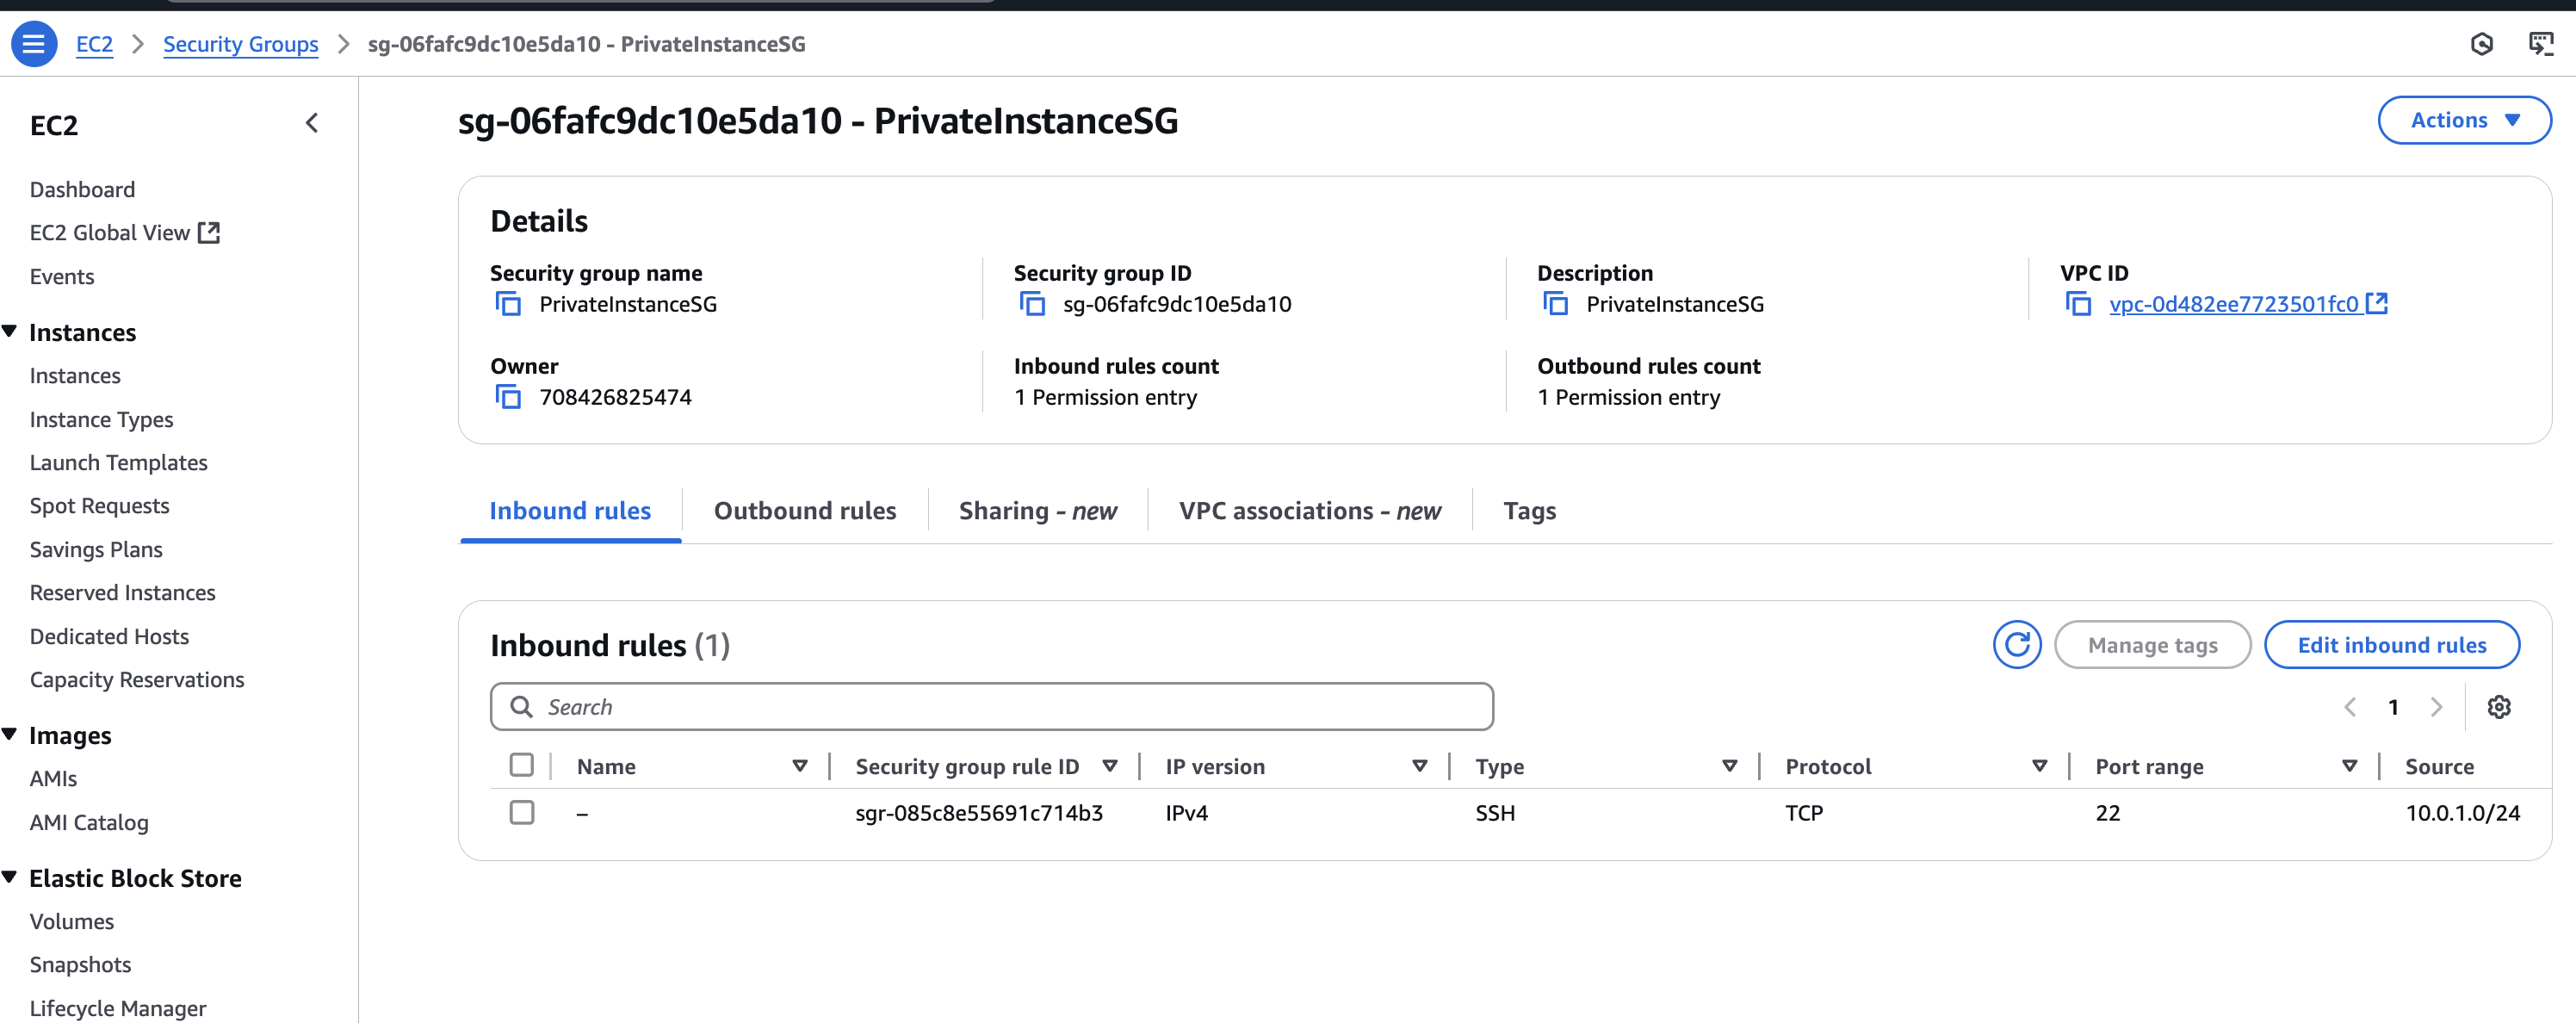 EC2 > Security Groups > sg-06fafc9dc10e5da10 - PrivateInstanceSG
EC2
Dashboard
EC2 Global View
Events
Instances
Instances
Instance Types
Launch Templates
Spot Requests
Savings Plans
Reserved Instances
Dedicated Hosts
Capacity Reservations
Images
AMIs
AMI Catalog
Elastic Block Store
Volumes
Snapshots
Lifecycle Manager
sg-06fafc9dc10e5da10 - PrivateInstanceSG
Actions
Details
Security group name
PrivateInstanceSG
Security group ID
sg-06fafc9dc10e5da10
Description
PrivateInstanceSG
VPC ID
vpc-0d482ee7723501fc0
Owner
708426825474
Inbound rules count
1 Permission entry
Outbound rules count
1 Permission entry
Inbound rules Outbound rules Sharing - new VPC associations - new Tags
Inbound rules (1)
Manage tags Edit inbound rules
Search
1
Name Security group rule ID IP version Type Protocol Port range Source
– sgr-085c8e55691c714b3 IPv4 SSH TCP 22 10.0.1.0/24